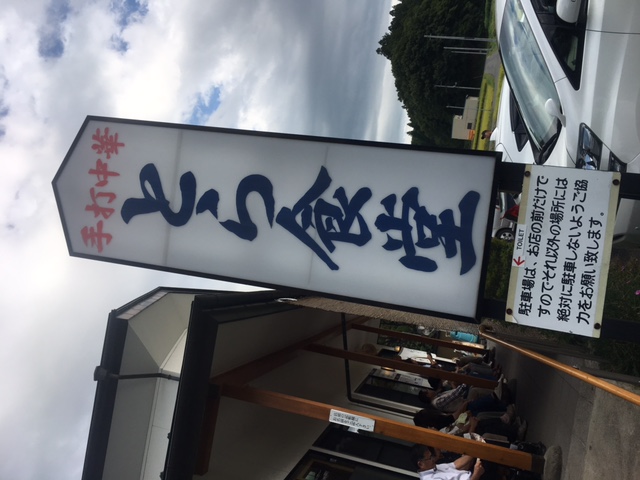 手打中華
とら食堂
TOILET
駐車場は、お店の前だけで
すのでそれ以外の場所には
絶対に駐車しないようご協
力をお願い致します。